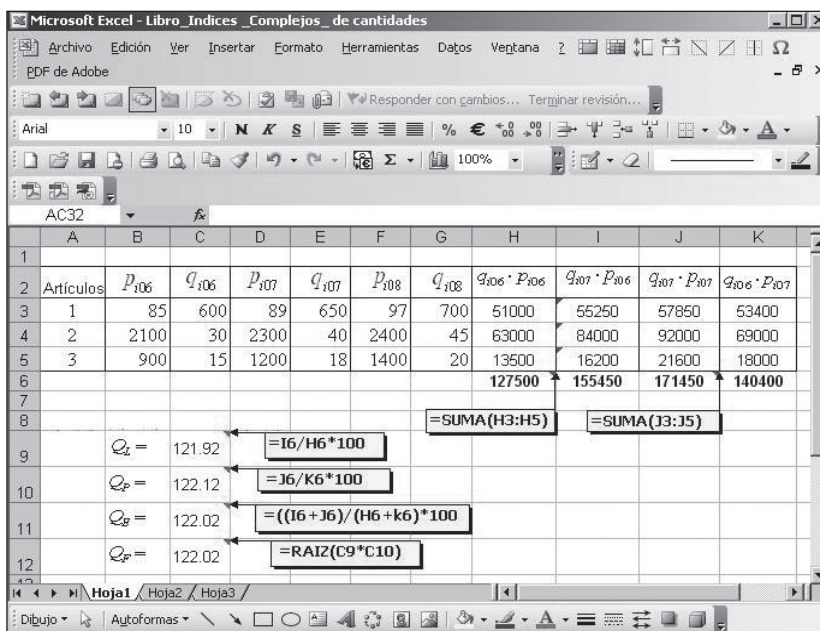 Microsoft Excel - Libro_Indices _Complejos_ de cantidades
Archivo Edición Ver Insertar Formato Herramientas Datos Ventana ?
PDF de Adobe
Responder con cambios... Terminar revisión...
Arial 10 N K S % €
100%
AC32 fx
A B C D E F G H I J K
1
2 Artículos p_i06 q_i06 p_i07 q_i07 p_i08 q_i08 q_i06 · p_i06 q_i07 · p_i06 q_i07 · p_i07 q_i06 · p_i07
3 1 85 600 89 650 97 700 51000 55250 57850 53400
4 2 2100 30 2300 40 2400 45 63000 84000 92000 69000
5 3 900 15 1200 18 1400 20 13500 16200 21600 18000
6 127500 155450 171450 140400
7
8 =SUMA(H3:H5) =SUMA(J3:J5)
9 Q_L = 121.92 =I6/H6*100
10 Q_P = 122.12 =J6/K6*100
11 Q_E = 122.02 =((I6+J6)/(H6+k6)*100
12 Q_F = 122.02 =RAIZ(C9*C10)
Hoja1 / Hoja2 / Hoja3 /
Dibujo Autoformas